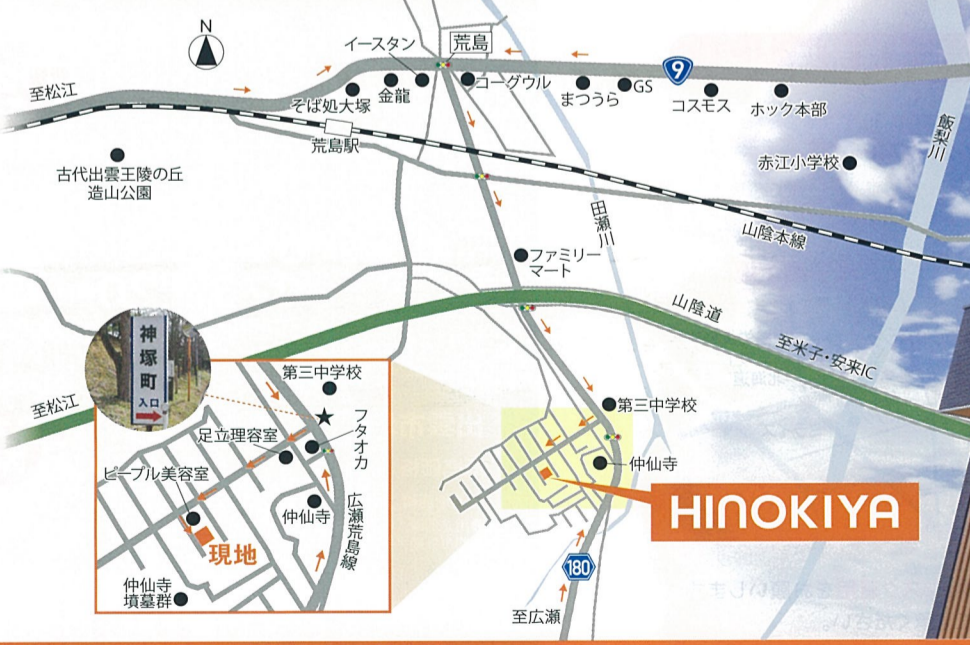 N
イースタン
荒島
9
至松江
そば処大塚
金龍
コーグウル
まつうら
GS
コスモス
ホック本部
飯梨川
荒島駅
赤江小学校
古代出雲王陵の丘
造山公園
田瀬川
山陰本線
ファミリー
マート
山陰道
至米子・安来IC
神塚町
入口
至松江
第三中学校
足立理容室
フタオカ
ピープル美容室
仲仙寺
広瀬荒島線
現地
仲仙寺
墳墓群
第三中学校
仲仙寺
HINOKIYA
180
至広瀬